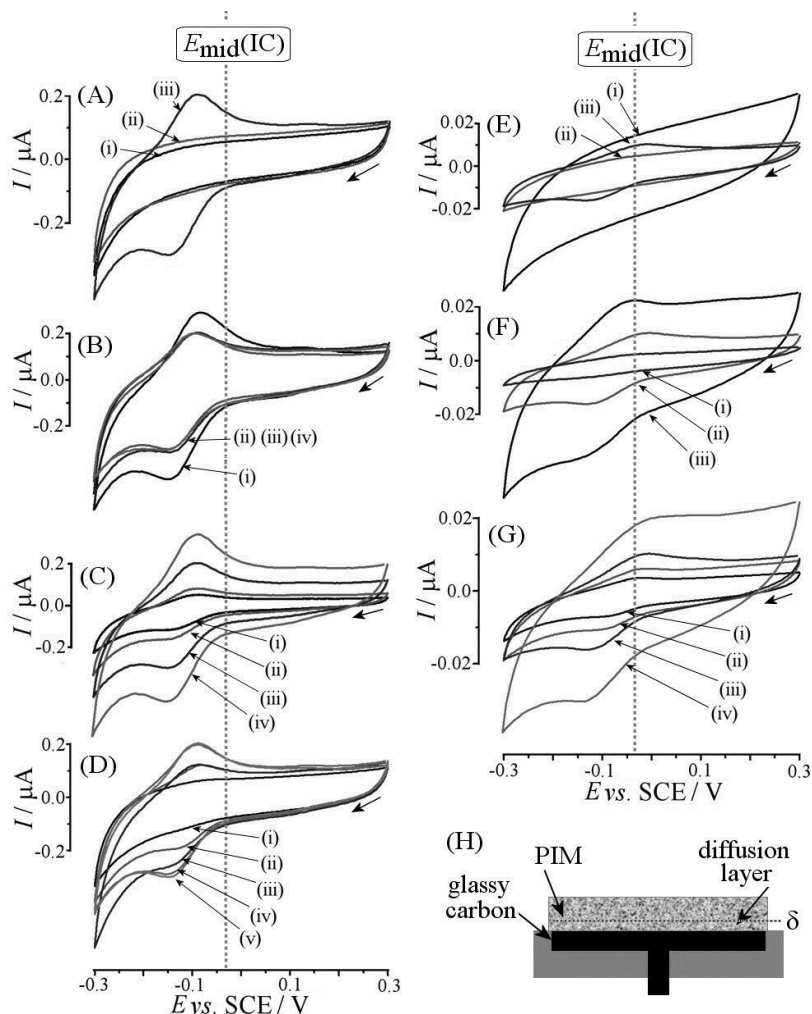 E_mid(IC)
E_mid(IC)
(A)
(iii)
(ii)
(i)
0.2
0.0
-0.2
I / μA
(B)
0.2
0.0
-0.2
I / μA
(ii) (iii) (iv)
(i)
(C)
0.2
0.0
-0.2
I / μA
(i)
(ii)
(iii)
(iv)
(D)
0.2
0.0
-0.2
I / μA
(i)
(ii)
(iii)
(iv)
(v)
-0.3 -0.1 0.1 0.3
E vs. SCE / V
(E)
(i)
(iii)
(ii)
0.02
0.00
-0.02
I / μA
(F)
0.02
0.00
-0.02
I / μA
(i)
(ii)
(iii)
(G)
0.02
0.00
-0.02
I / μA
(i)
(ii)
(iii)
(iv)
-0.3 -0.1 0.1 0.3
E vs. SCE / V
(H)
PIM
diffusion
layer
glassy
carbon
δ